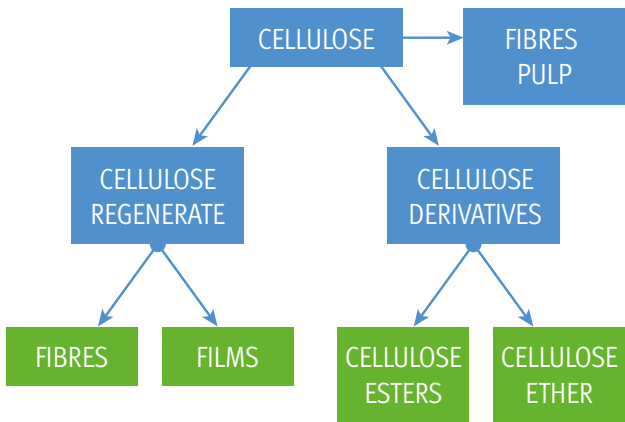 CELLULOSE
FIBRES
PULP
CELLULOSE
REGENERATE
CELLULOSE
DERIVATIVES
FIBRES
FILMS
CELLULOSE
ESTERS
CELLULOSE
ETHER